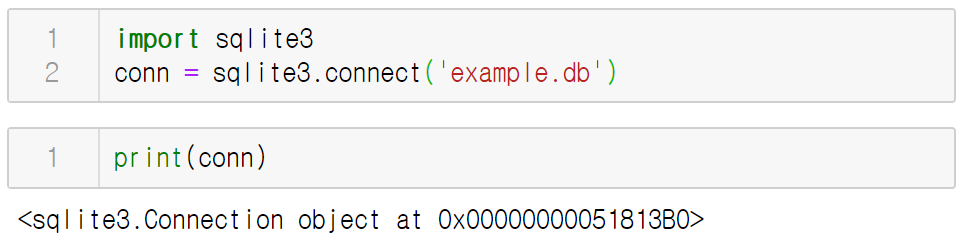 1 import sqlite3
2 conn = sqlite3.connect('example.db')
1 print(conn)
<sqlite3.Connection object at 0x00000000051813B0>